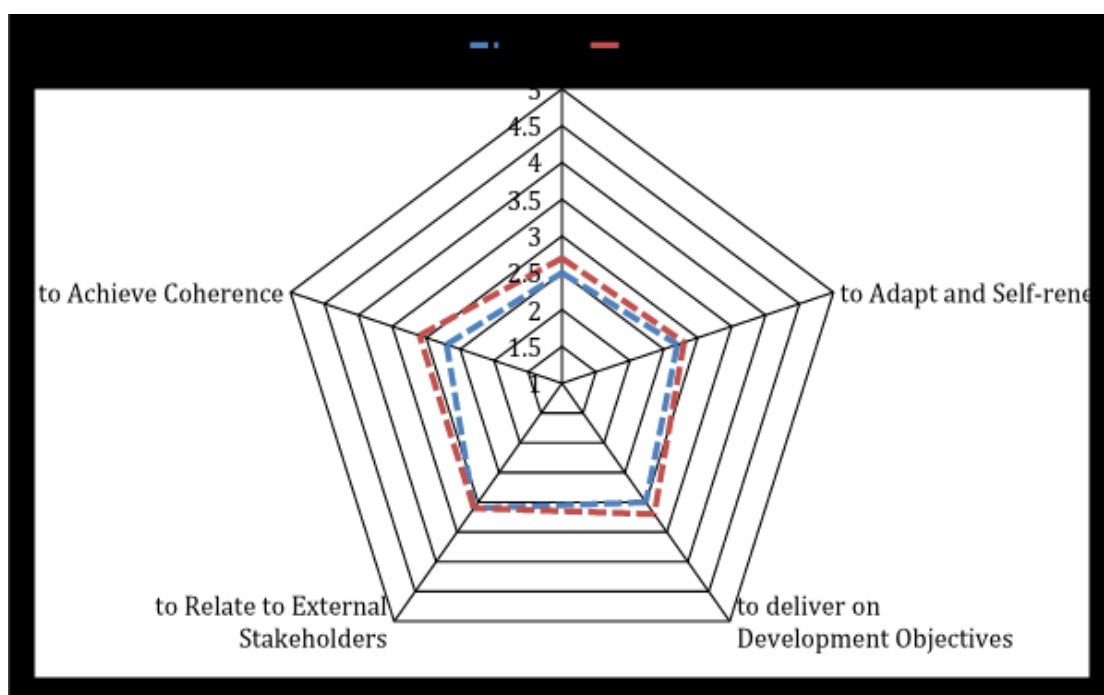 5
4.5
4
3.5
3
2.5
2
1.5
1
to Achieve Coherence
to Adapt and Self-rene
to Relate to External
Stakeholders
to deliver on
Development Objectives